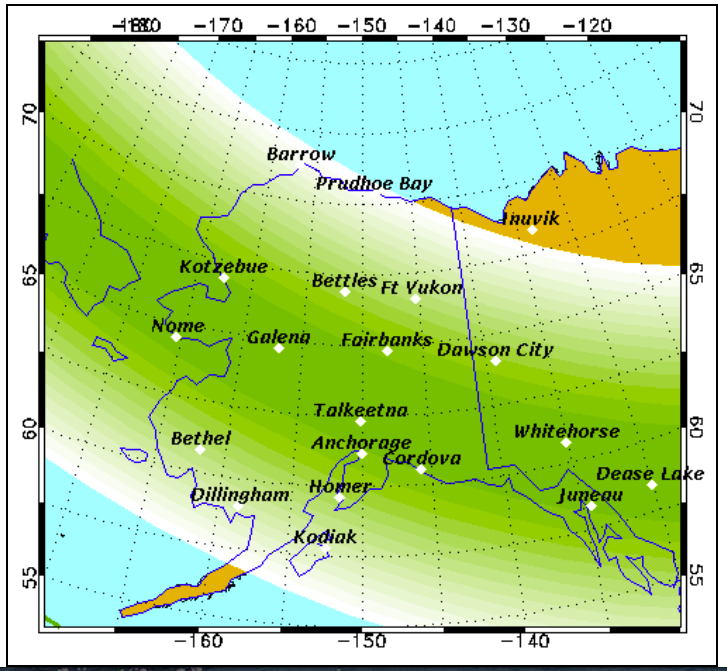 -180 -170 -160 -150 -140 -130 -120
70 70
Barrow
Prudhoe Bay
Inuvik
Kotzebue
65 65
Bettles
Ft Yukon
Nome
Galena
Fairbanks
Dawson City
Talkeetna
60 60
Bethel
Anchorage
Whitehorse
Cordova
Dease Lake
Dillingham
Homer
Juneau
Kodiak
55 55
-160 -150 -140